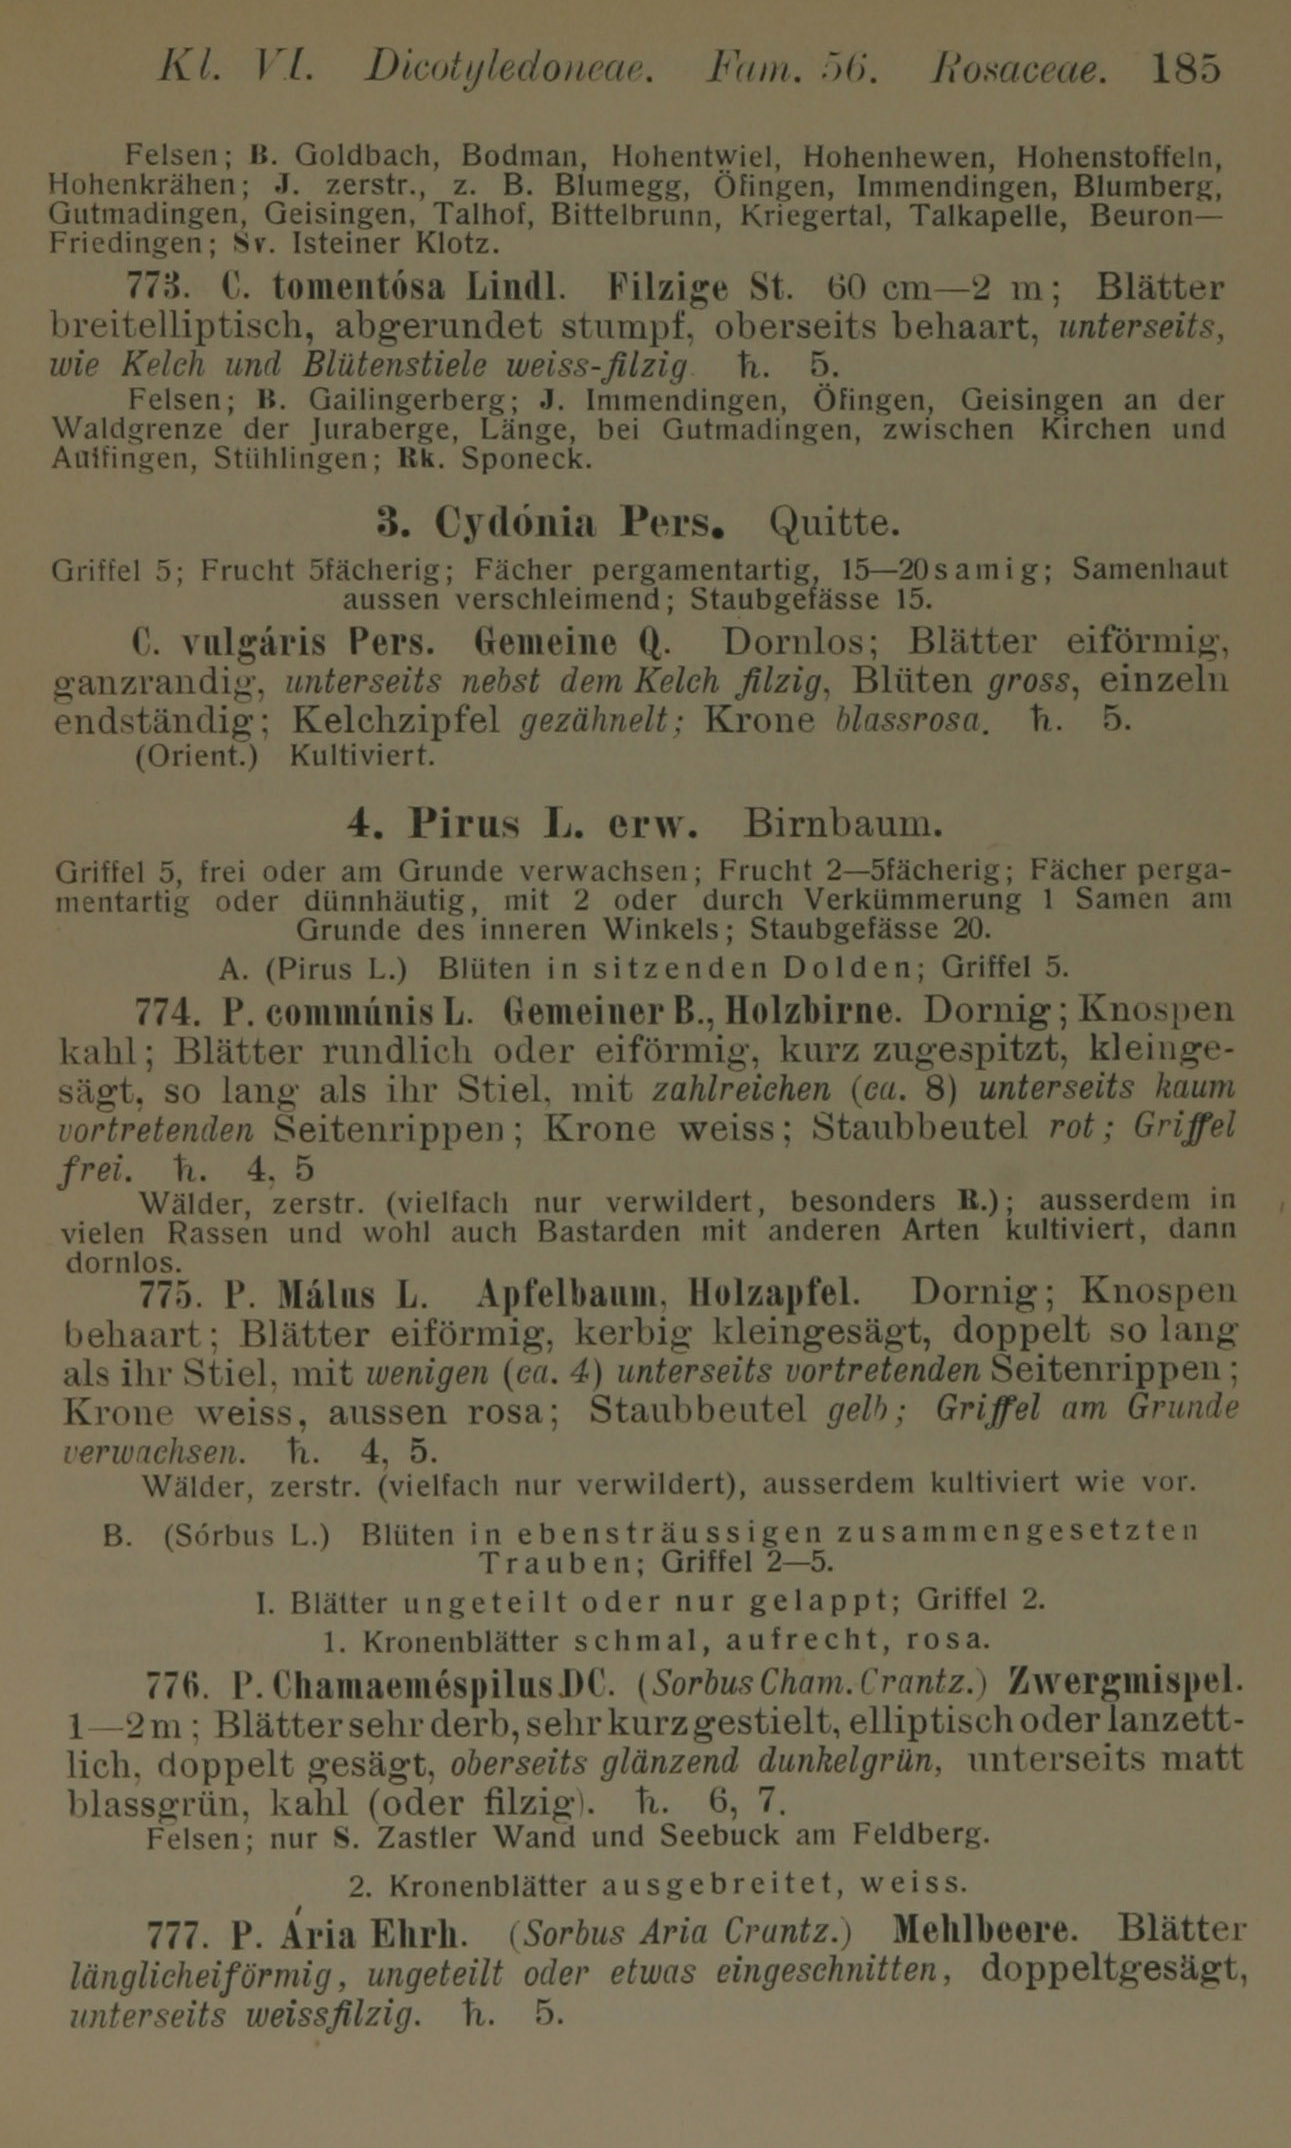 Kl. VI. Dicotyledoneae. Fam. 56. Rosaceae. 185
Felsen; B. Goldbach, Bodman, Hohentwiel, Hohenhewen, Hohenstoffeln,
Hohenkrähen; J. zerstr., z. B. Blumegg, Öfingen, Immendingen, Blumberg,
Gutmadingen, Geisingen, Talhof, Bittelbrunn, Kriegertal, Talkapelle, Beuron—
Friedingen; Sv. Isteiner Klotz.
773. C. tomentósa Lindl. Filzige St. 60 cm—2 m; Blätter
breitelliptisch, abgerundet stumpf, oberseits behaart, unterseits,
wie Kelch und Blütenstiele weiss-filzig ♄. 5.
Felsen; B. Gailingerberg; J. Immendingen, Öfingen, Geisingen an der
Waldgrenze der Juraberge, Länge, bei Gutmadingen, zwischen Kirchen und
Aulfingen, Stühlingen; Rk. Sponeck.
3. Cydónia Pers. Quitte.
Griffel 5; Frucht 5fächerig; Fächer pergamentartig, 15—20samig; Samenhaut
aussen verschleimend; Staubgefässe 15.
C. vulgáris Pers. Gemeine Q. Dornlos; Blätter eiförmig,
ganzrandig, unterseits nebst dem Kelch filzig, Blüten gross, einzeln
endständig; Kelchzipfel gezähnelt; Krone blassrosa. ♄. 5.
(Orient.) Kultiviert.
4. Pirus L. erw. Birnbaum.
Griffel 5, frei oder am Grunde verwachsen; Frucht 2—5fächerig; Fächer perga-
mentartig oder dünnhäutig, mit 2 oder durch Verkümmerung 1 Samen am
Grunde des inneren Winkels; Staubgefässe 20.
A. (Pirus L.) Blüten in sitzenden Dolden; Griffel 5.
774. P. commúnis L. Gemeiner B., Holzbirne. Dornig; Knospen
kahl; Blätter rundlich oder eiförmig, kurz zugespitzt, kleinge-
sägt, so lang als ihr Stiel, mit zahlreichen (ca. 8) unterseits kaum
vortretenden Seitenrippen; Krone weiss; Staubbeutel rot; Griffel
frei. ♄. 4, 5
Wälder, zerstr. (vielfach nur verwildert, besonders R.); ausserdem in
vielen Rassen und wohl auch Bastarden mit anderen Arten kultiviert, dann
dornlos.
775. P. Málus L. Apfelbaum, Holzapfel. Dornig; Knospen
behaart; Blätter eiförmig, kerbig kleingesägt, doppelt so lang
als ihr Stiel, mit wenigen (ca. 4) unterseits vortretenden Seitenrippen;
Krone weiss, aussen rosa; Staubbeutel gelb; Griffel am Grunde
verwachsen. ♄. 4, 5.
Wälder, zerstr. (vielfach nur verwildert), ausserdem kultiviert wie vor.
B. (Sórbus L.) Blüten in ebensträussigen zusammengesetzten
Trauben; Griffel 2—5.
I. Blätter ungeteilt oder nur gelappt; Griffel 2.
1. Kronenblätter schmal, aufrecht, rosa.
776. P. Chamaeméspilus DC. (Sorbus Cham. Crantz.) Zwergmispel.
1—2m; Blätter sehr derb, sehr kurz gestielt, elliptisch oder lanzett-
lich, doppelt gesägt, oberseits glänzend dunkelgrün, unterseits matt
blassgrün, kahl (oder filzig). ♄. 6, 7.
Felsen; nur S. Zastler Wand und Seebuck am Feldberg.
2. Kronenblätter ausgebreitet, weiss.
777. P. Ária Ehrh. (Sorbus Aria Crantz.) Mehlbeere. Blätter
länglicheiförmig, ungeteilt oder etwas eingeschnitten, doppeltgesägt,
unterseits weissfilzig. ♄. 5.